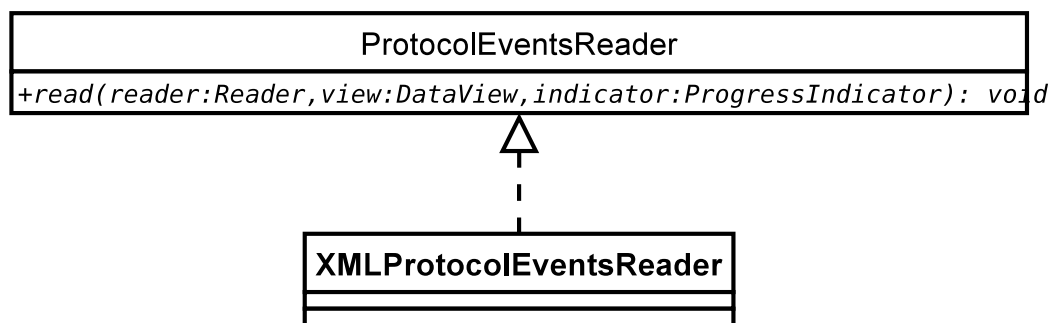 ProtocolEventsReader
+read(reader:Reader,view:DataView,indicator:ProgressIndicator): void
XMLProtocolEventsReader